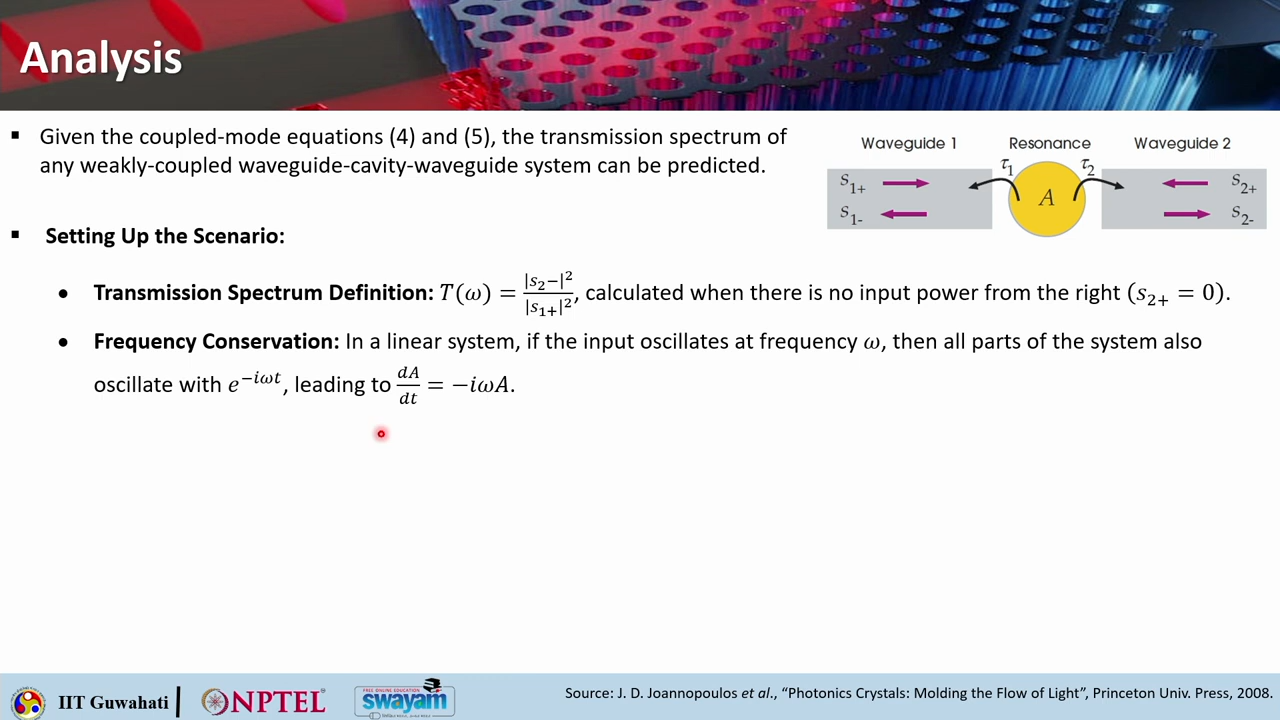 Analysis
▪ Given the coupled-mode equations (4) and (5), the transmission spectrum of
any weakly-coupled waveguide-cavity-waveguide system can be predicted.
Waveguide 1 Resonance Waveguide 2
τ1 τ2
S1+ A S2+
S1- S2-
▪ Setting Up the Scenario:
● Transmission Spectrum Definition: T(ω) = |s2−|² / |s1+|², calculated when there is no input power from the right (s2+ = 0).
● Frequency Conservation: In a linear system, if the input oscillates at frequency ω, then all parts of the system also
oscillate with e^−iωt, leading to dA/dt = −iωA.
IIT Guwahati | NPTEL FREE ONLINE EDUCATION swayam
Source: J. D. Joannopoulos et al., “Photonics Crystals: Molding the Flow of Light”, Princeton Univ. Press, 2008.